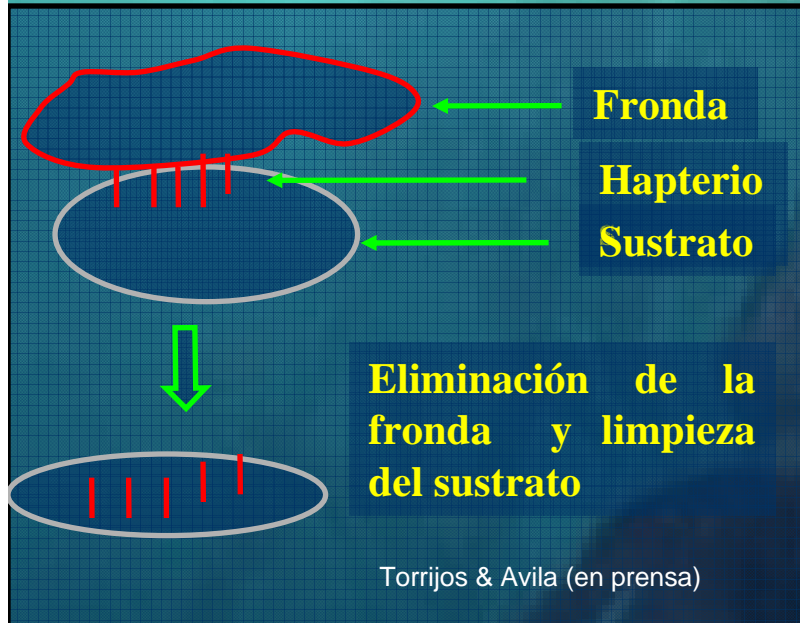 Fronda
Hapterio
Sustrato
Eliminación de la
fronda y limpieza
del sustrato
Torrijos & Avila (en prensa)